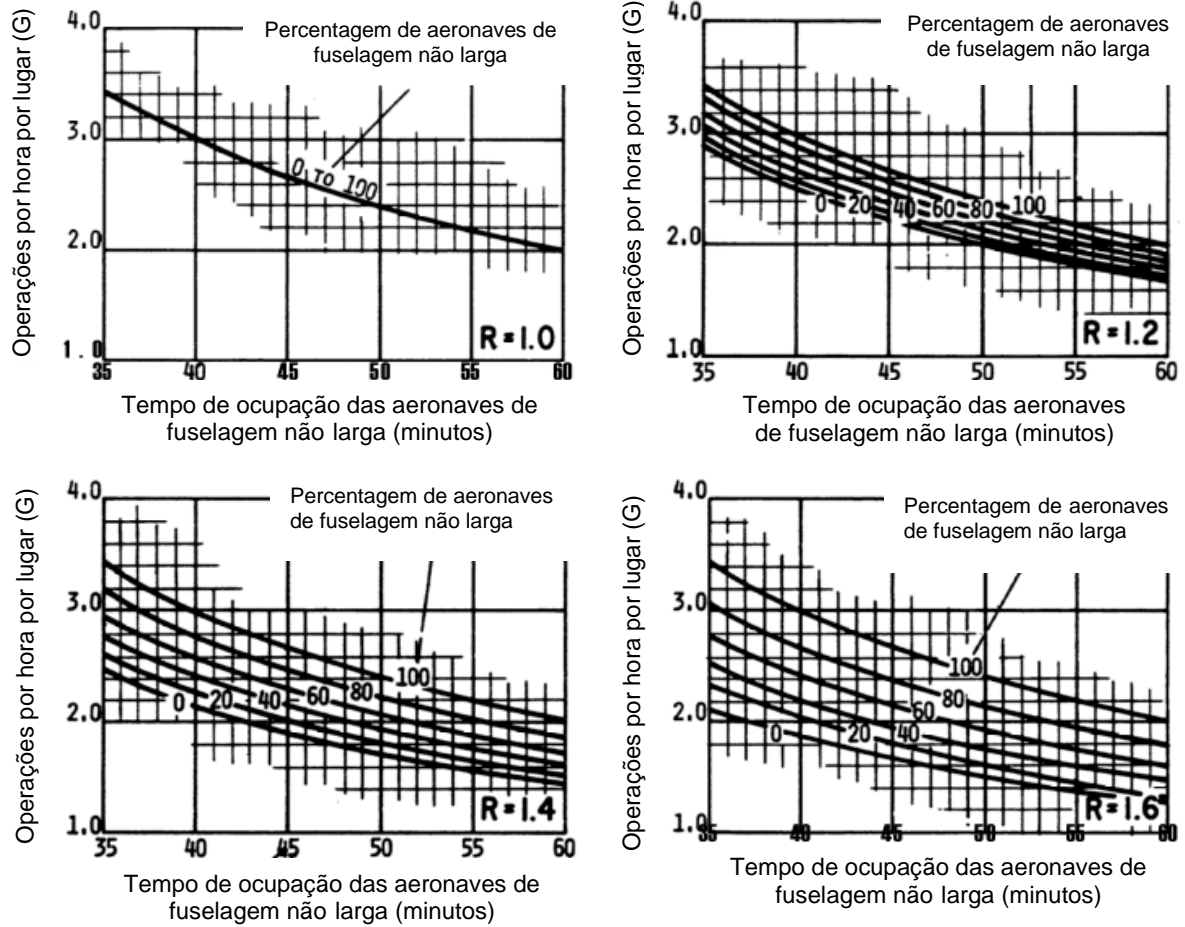 Percentagem de aeronaves de
fuselagem não larga
Operações por hora por lugar (G)
4.0
3.0
2.0
1.0
0 TO 100
R=1.0
35 40 45 50 55 60
Tempo de ocupação das aeronaves de
fuselagem não larga (minutos)
Percentagem de aeronaves
de fuselagem não larga
Operações por hora por lugar (G)
4.0
3.0
2.0
1.0
0 20 40 60 80 100
R=1.2
35 40 45 50 55 60
Tempo de ocupação das aeronaves
de fuselagem não larga (minutos)
Percentagem de aeronaves
de fuselagem não larga
Operações por hora por lugar (G)
4.0
3.0
2.0
1.0
0 20 40 60 80 100
R=1.4
35 40 45 50 55 60
Tempo de ocupação das aeronaves de
fuselagem não larga (minutos)
Percentagem de aeronaves
de fuselagem não larga
Operações por hora por lugar (G)
4.0
3.0
2.0
1.0
0 20 40 60 80 100
R=1.6
35 40 45 50 55 60
Tempo de ocupação das aeronaves de
fuselagem não larga (minutos)